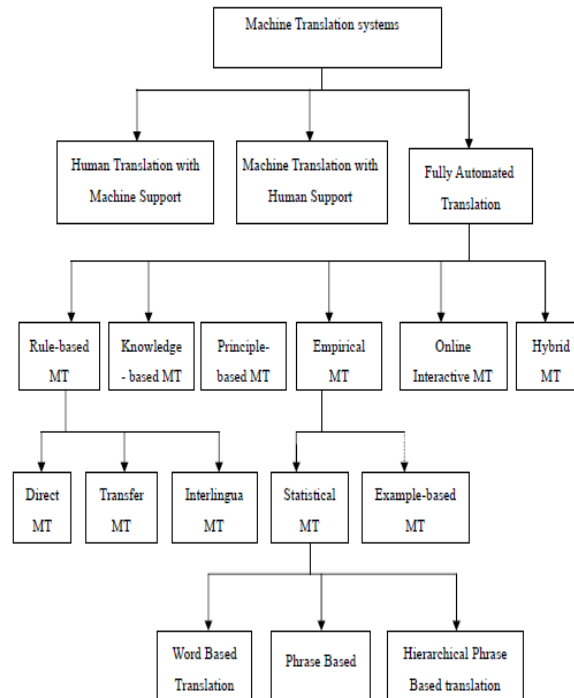 Machine Translation systems
Human Translation with
Machine Support
Machine Translation with
Human Support
Fully Automated
Translation
Rule-based
MT
Knowledge
- based MT
Principle-
based MT
Empirical
MT
Online
Interactive MT
Hybrid
MT
Direct
MT
Transfer
MT
Interlingua
MT
Statistical
MT
Example-based
MT
Word Based
Translation
Phrase Based
Hierarchical Phrase
Based translation